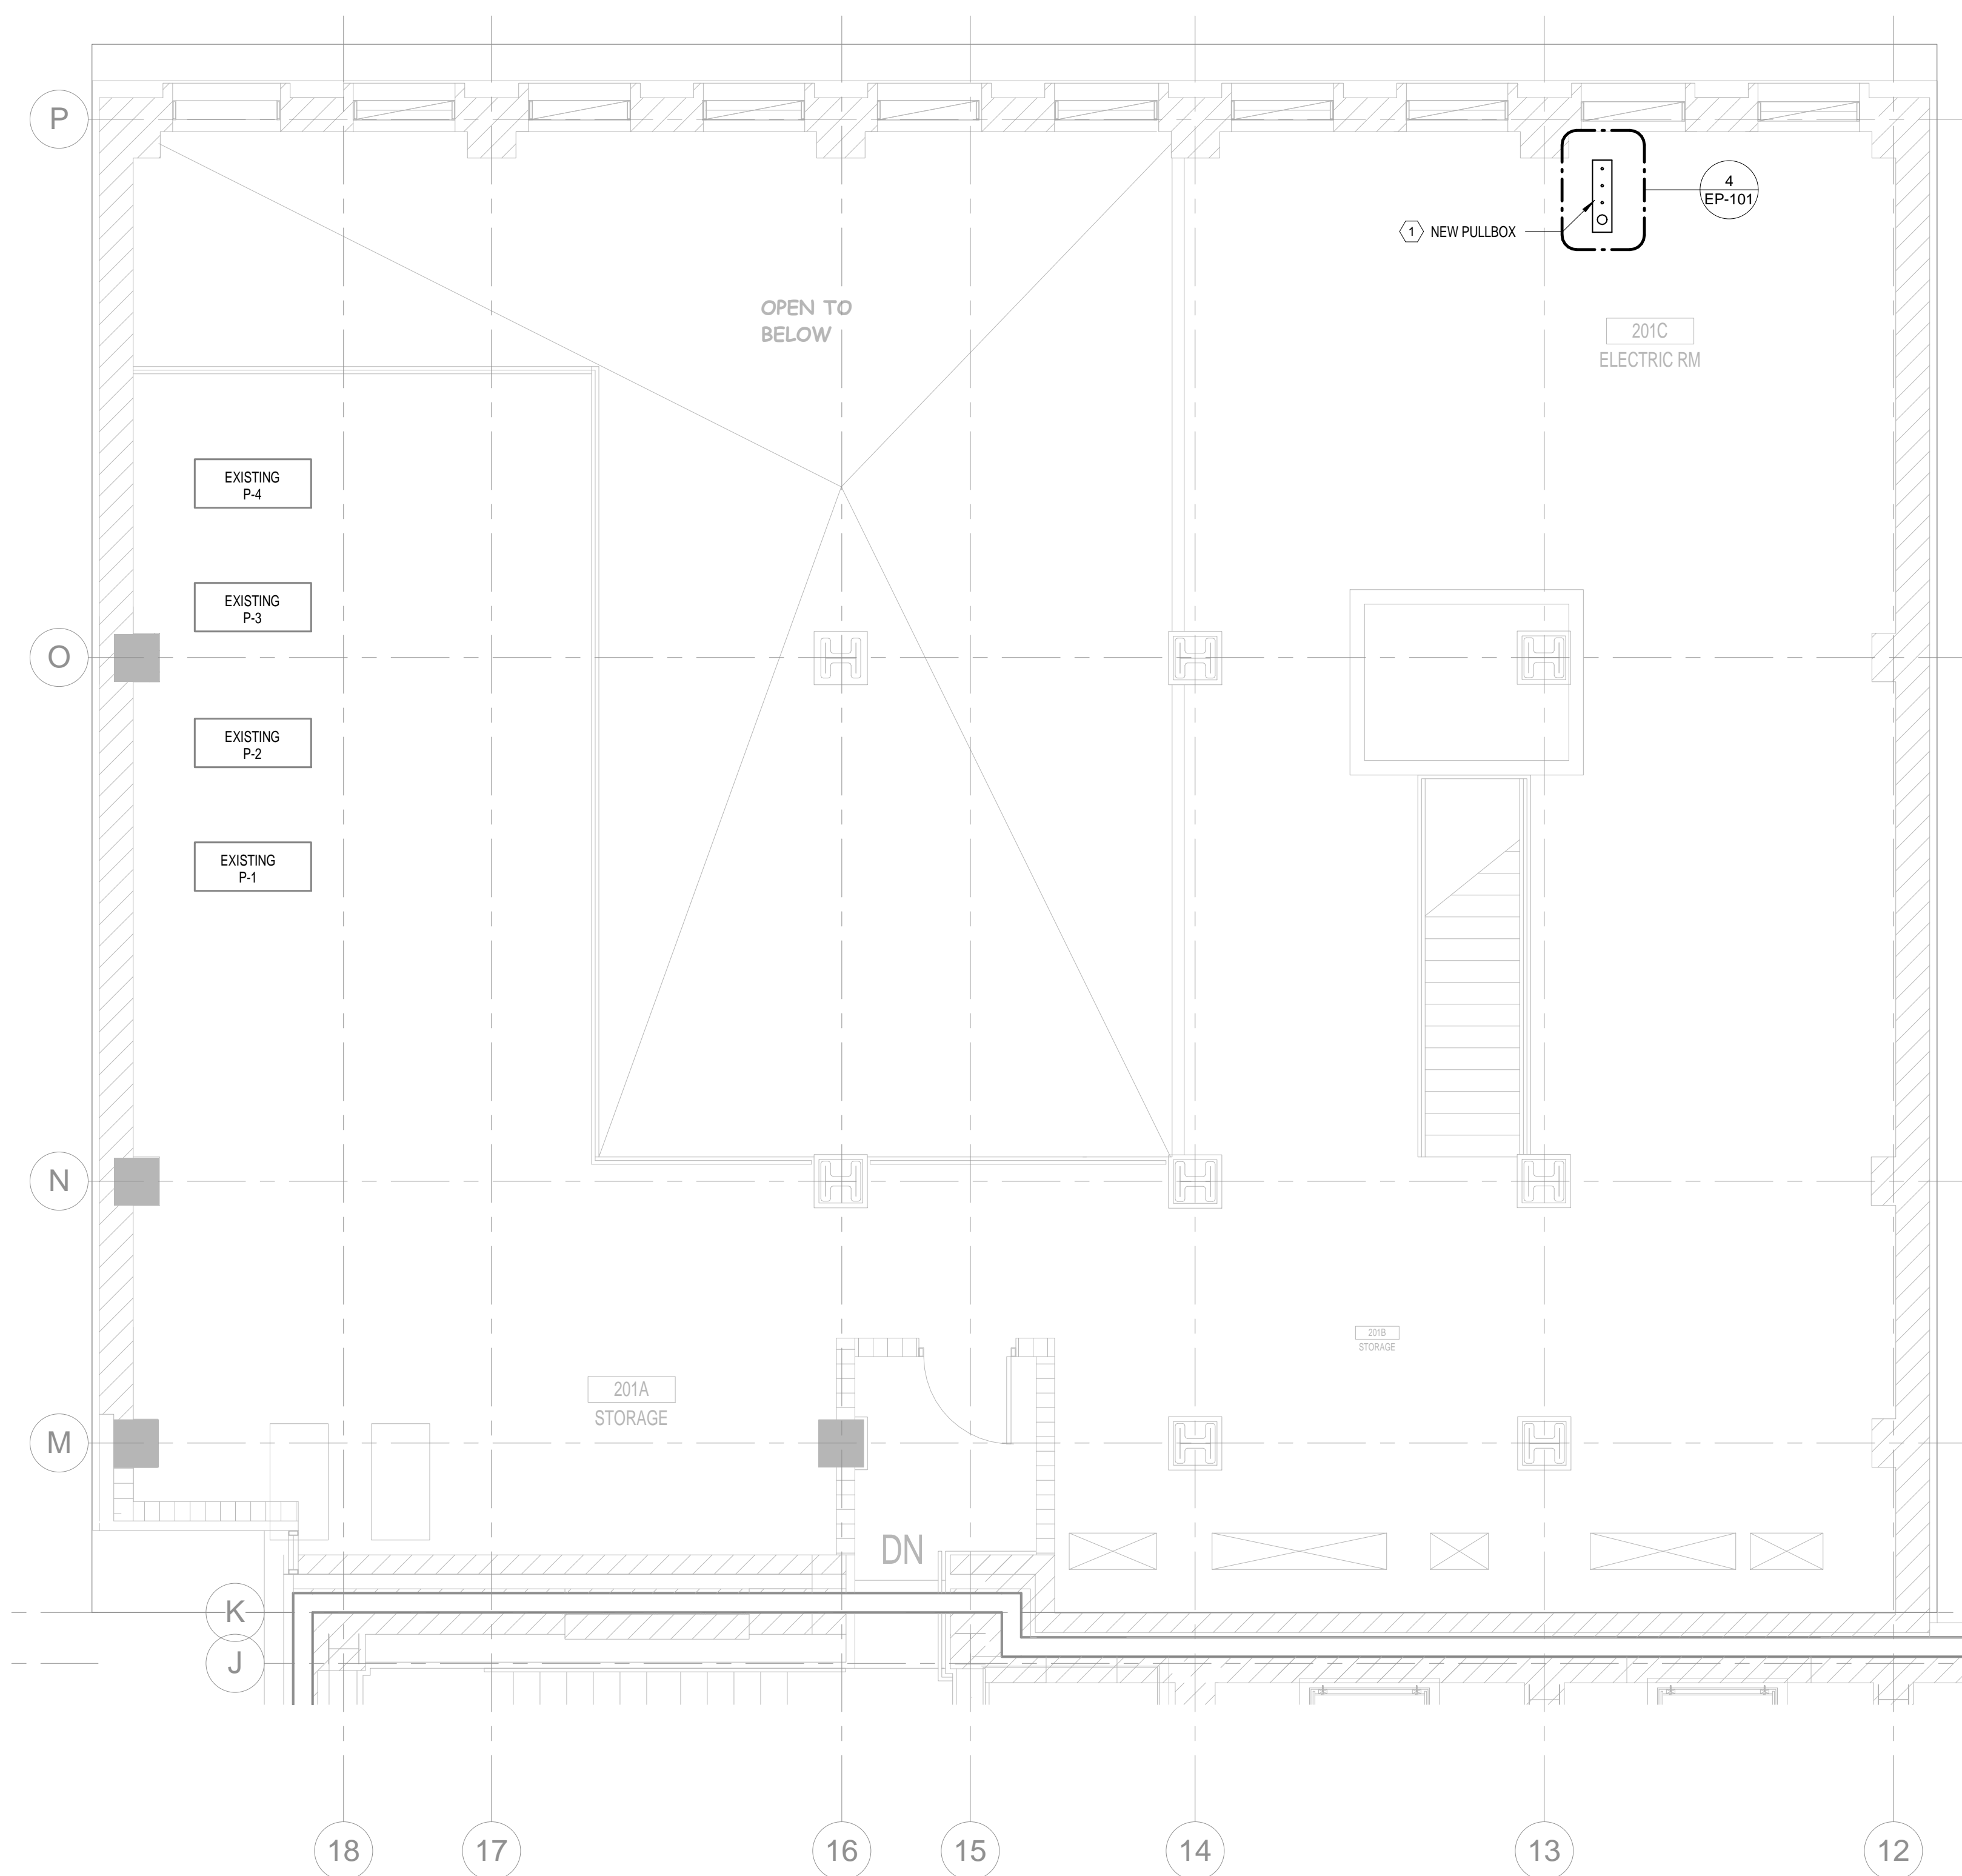 P
4
EP-101
1 NEW PULLBOX
OPEN TO
BELOW
201C
ELECTRIC RM
EXISTING
P-4
EXISTING
P-3
O
EXISTING
P-2
EXISTING
P-1
N
201B
STORAGE
201A
STORAGE
M
DN
K
J
18 17 16 15 14 13 12